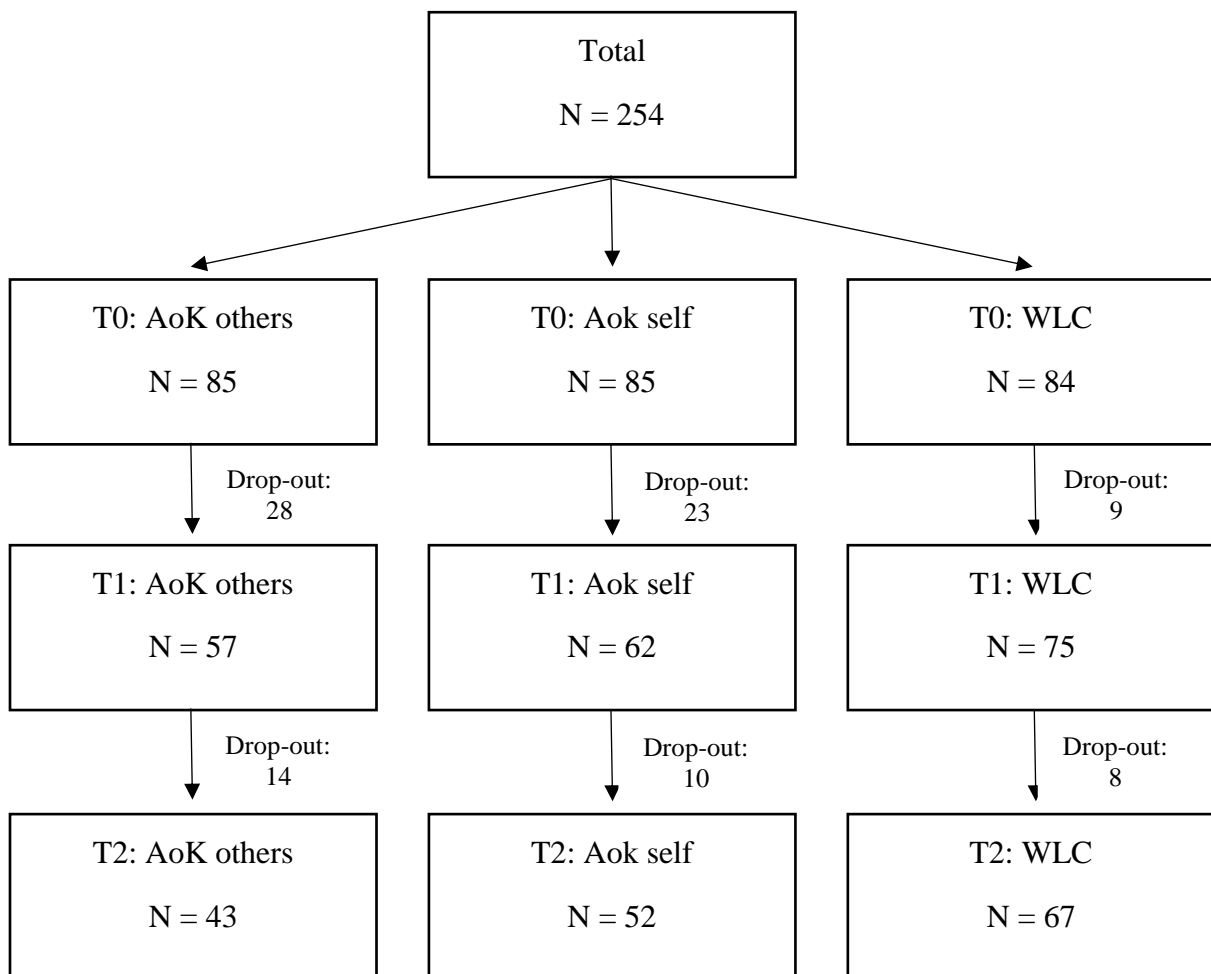 Total
N = 254
T0: AoK others
N = 85
T0: Aok self
N = 85
T0: WLC
N = 84
Drop-out:
28
Drop-out:
23
Drop-out:
9
T1: AoK others
N = 57
T1: Aok self
N = 62
T1: WLC
N = 75
Drop-out:
14
Drop-out:
10
Drop-out:
8
T2: AoK others
N = 43
T2: Aok self
N = 52
T2: WLC
N = 67